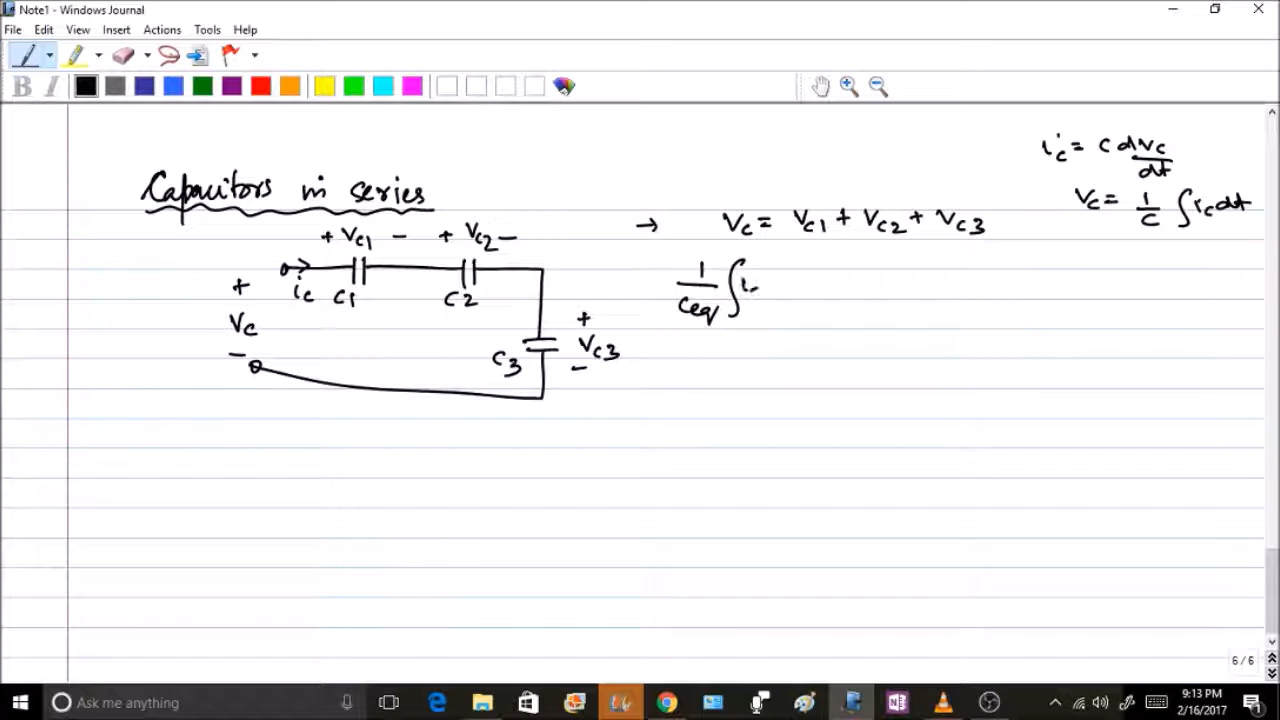 Note1 - Windows Journal
File Edit View Insert Actions Tools Help
B I
Capacitors in series
+ Vc1 -
+ Vc2 -
ic C1
C2
+
Vc
-
C3
+
Vc3
-
→ Vc = Vc1 + Vc2 + Vc3
1/Ceq ∫ i
ic = C dvc/dt
Vc = 1/C ∫ ic dt
6 / 6
Ask me anything
9:13 PM
2/16/2017
1